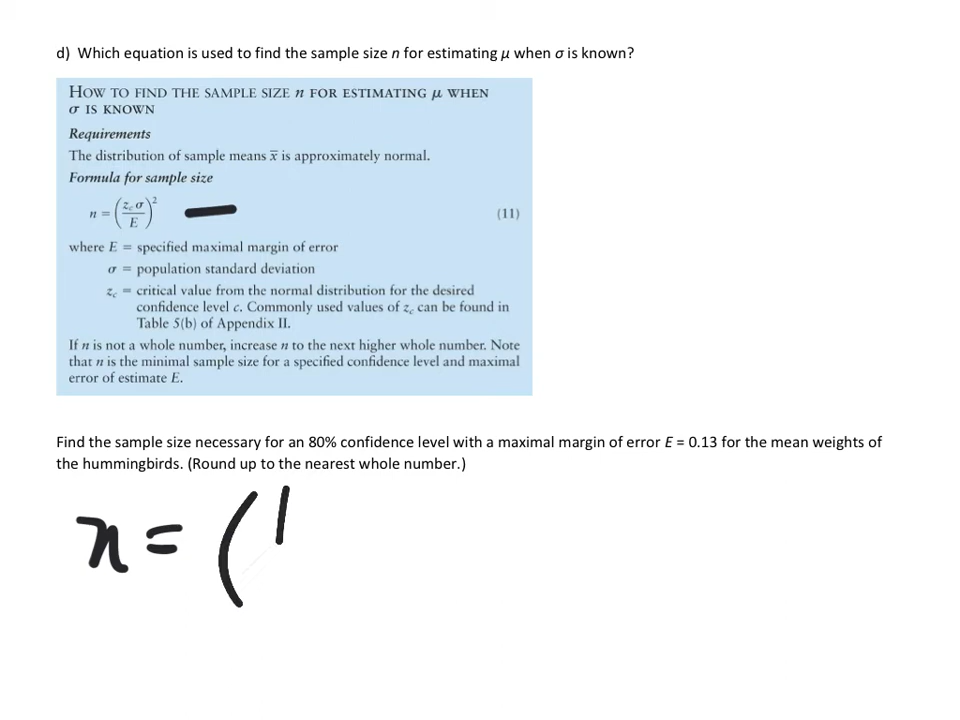 d) Which equation is used to find the sample size n for estimating μ when σ is known?
HOW TO FIND THE SAMPLE SIZE n FOR ESTIMATING μ WHEN
σ IS KNOWN
Requirements
The distribution of sample means x̅ is approximately normal.
Formula for sample size
n = (z_c σ / E)² (11)
where E = specified maximal margin of error
σ = population standard deviation
z_c = critical value from the normal distribution for the desired
confidence level c. Commonly used values of z_c can be found in
Table 5(b) of Appendix II.
If n is not a whole number, increase n to the next higher whole number. Note
that n is the minimal sample size for a specified confidence level and maximal
error of estimate E.
Find the sample size necessary for an 80% confidence level with a maximal margin of error E = 0.13 for the mean weights of
the hummingbirds. (Round up to the nearest whole number.)
n = ( 1